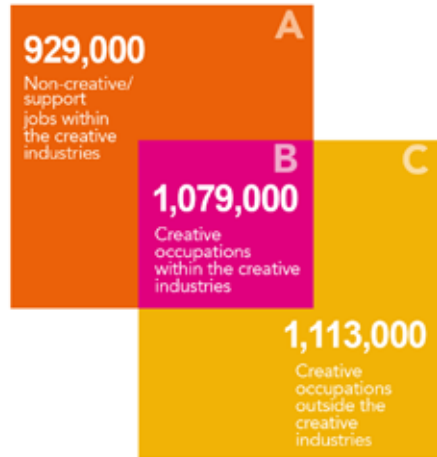 A
929,000
Non-creative/
support
jobs within
the creative
industries
B
1,079,000
Creative
occupations
within the creative
industries
C
1,113,000
Creative
occupations
outside the
creative
industries